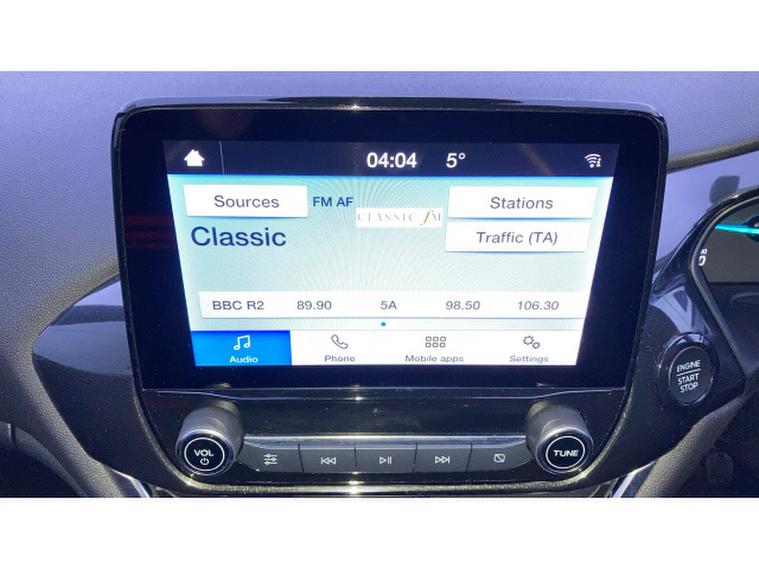 04:04 5°
Sources FM AF CLASSIC fM Stations
Classic Traffic (TA)
BBC R2 89.90 5A 98.50 106.30
Audio Phone Mobile apps Settings
ENGINE
START
STOP
VOL TUNE